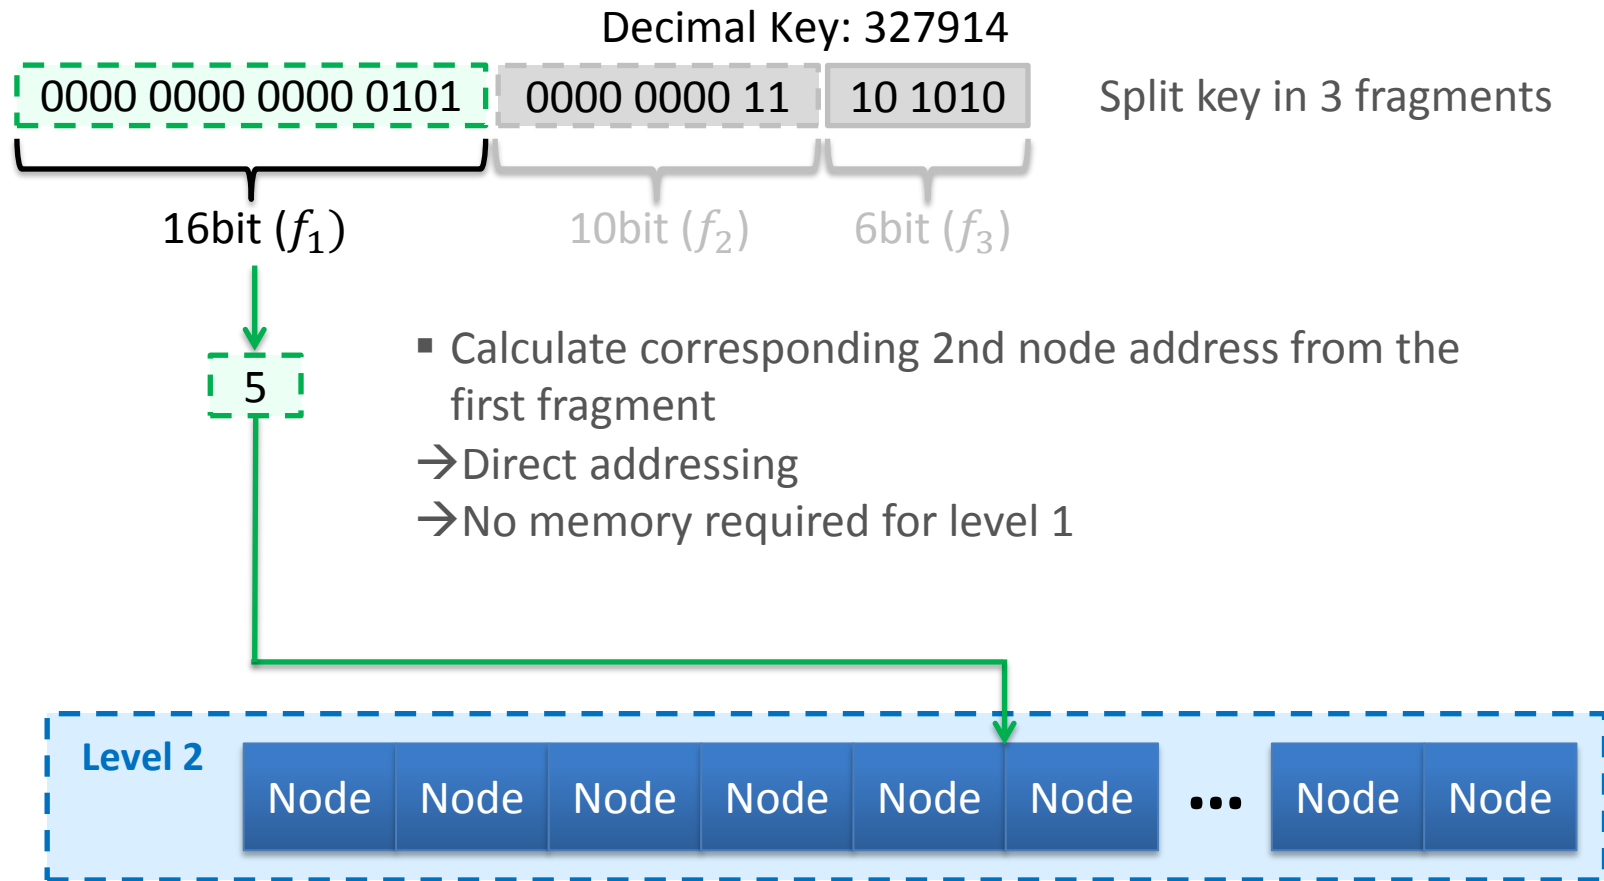 Decimal Key: 327914
0000 0000 0000 0101 0000 0000 11 10 1010 Split key in 3 fragments
16bit (f₁) 10bit (f₂) 6bit (f₃)
5
▪ Calculate corresponding 2nd node address from the
first fragment
→Direct addressing
→No memory required for level 1
Level 2
Node Node Node Node Node Node ... Node Node